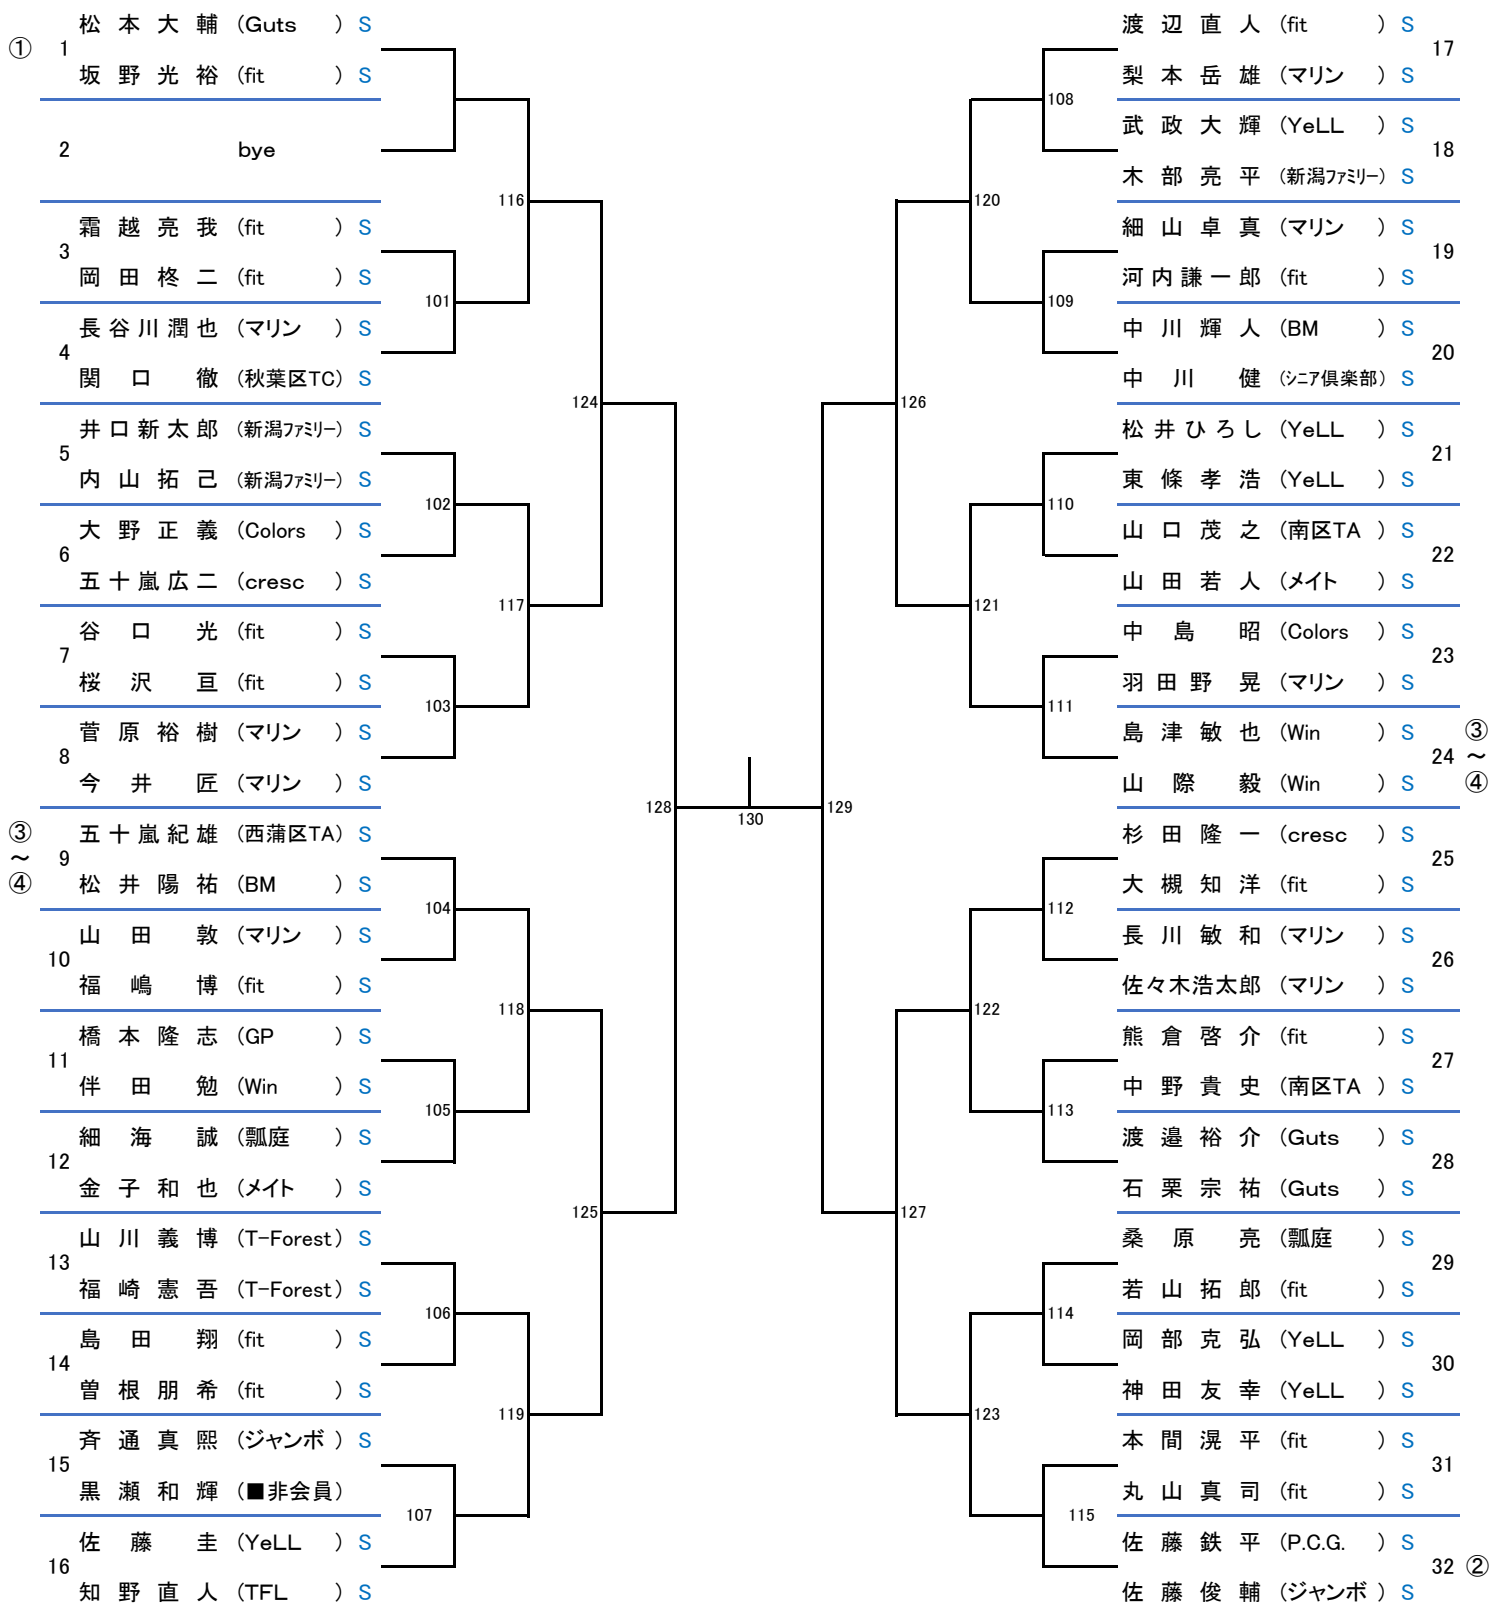 ① 1 松本大輔 (Guts) S
坂野光裕 (fit) S
2 bye
3 霜越亮我 (fit) S
岡田柊二 (fit) S
4 長谷川潤也 (マリン) S
関口徹 (秋葉区TC) S
5 井口新太郎 (新潟ファミリー) S
内山拓己 (新潟ファミリー) S
6 大野正義 (Colors) S
五十嵐広二 (cresc) S
7 谷口光 (fit) S
桜沢亘 (fit) S
8 菅原裕樹 (マリン) S
今井匠 (マリン) S
③～④ 9 五十嵐紀雄 (西蒲区TA) S
松井陽祐 (BM) S
10 山田敦 (マリン) S
福嶋博 (fit) S
11 橋本隆志 (GP) S
伴田勉 (Win) S
12 細海誠 (瓢庭) S
金子和也 (メイト) S
13 山川義博 (T-Forest) S
福崎憲吾 (T-Forest) S
14 島田翔 (fit) S
曽根朋希 (fit) S
15 斉通真熙 (ジャンボ) S
黒瀬和輝 (■非会員)
16 佐藤圭 (YeLL) S
知野直人 (TFL) S
101
102
103
104
105
106
107
116
117
118
119
124
125
128
130
129
126
127
120
121
122
123
108
109
110
111
112
113
114
115
渡辺直人 (fit) S 17
梨本岳雄 (マリン) S
武政大輝 (YeLL) S 18
木部亮平 (新潟ファミリー) S
細山卓真 (マリン) S 19
河内謙一郎 (fit) S
中川輝人 (BM) S 20
中川健 (シニア倶楽部) S
松井ひろし (YeLL) S 21
東條孝浩 (YeLL) S
山口茂之 (南区TA) S 22
山田若人 (メイト) S
中島昭 (Colors) S 23
羽田野晃 (マリン) S
島津敏也 (Win) S 24 ③～④
山際毅 (Win) S
杉田隆一 (cresc) S 25
大槻知洋 (fit) S
長川敏和 (マリン) S 26
佐々木浩太郎 (マリン) S
熊倉啓介 (fit) S 27
中野貴史 (南区TA) S
渡邉裕介 (Guts) S 28
石栗宗祐 (Guts) S
桑原亮 (瓢庭) S 29
若山拓郎 (fit) S
岡部克弘 (YeLL) S 30
神田友幸 (YeLL) S
本間滉平 (fit) S 31
丸山真司 (fit) S
佐藤鉄平 (P.C.G.) S 32 ②
佐藤俊輔 (ジャンボ) S